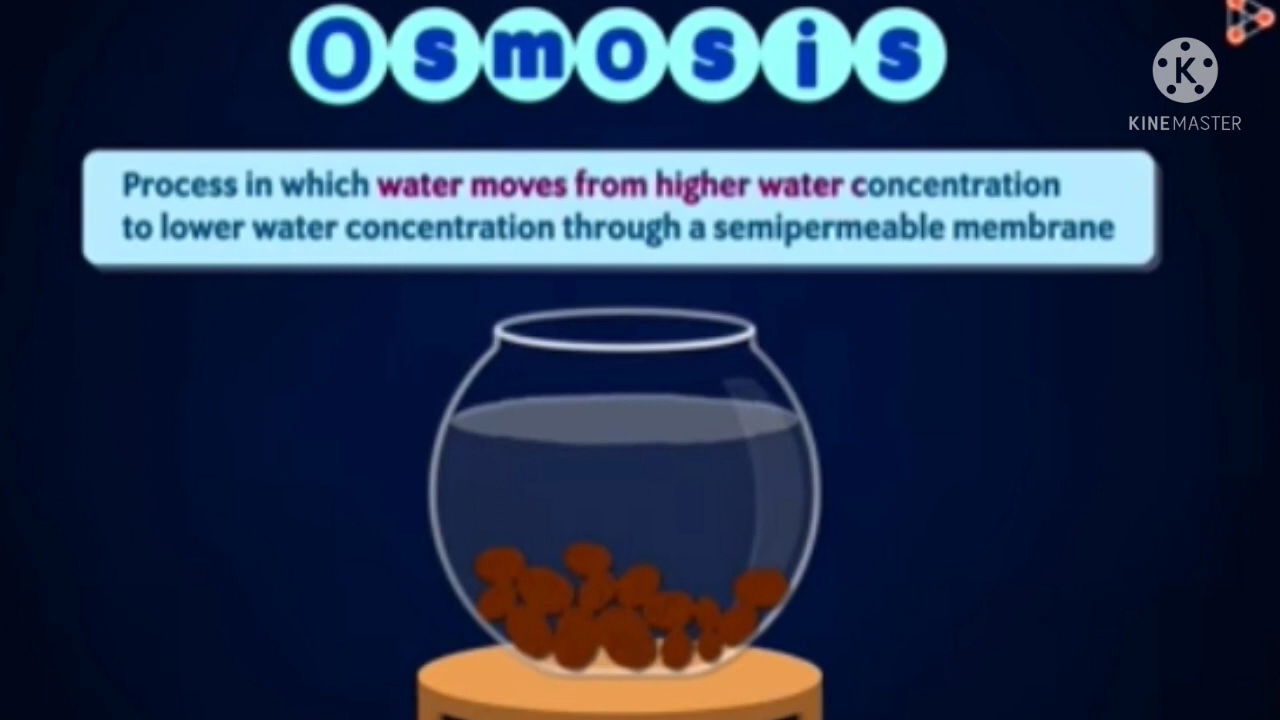 Osmosis
K
KINEMASTER
Process in which water moves from higher water concentration
to lower water concentration through a semipermeable membrane